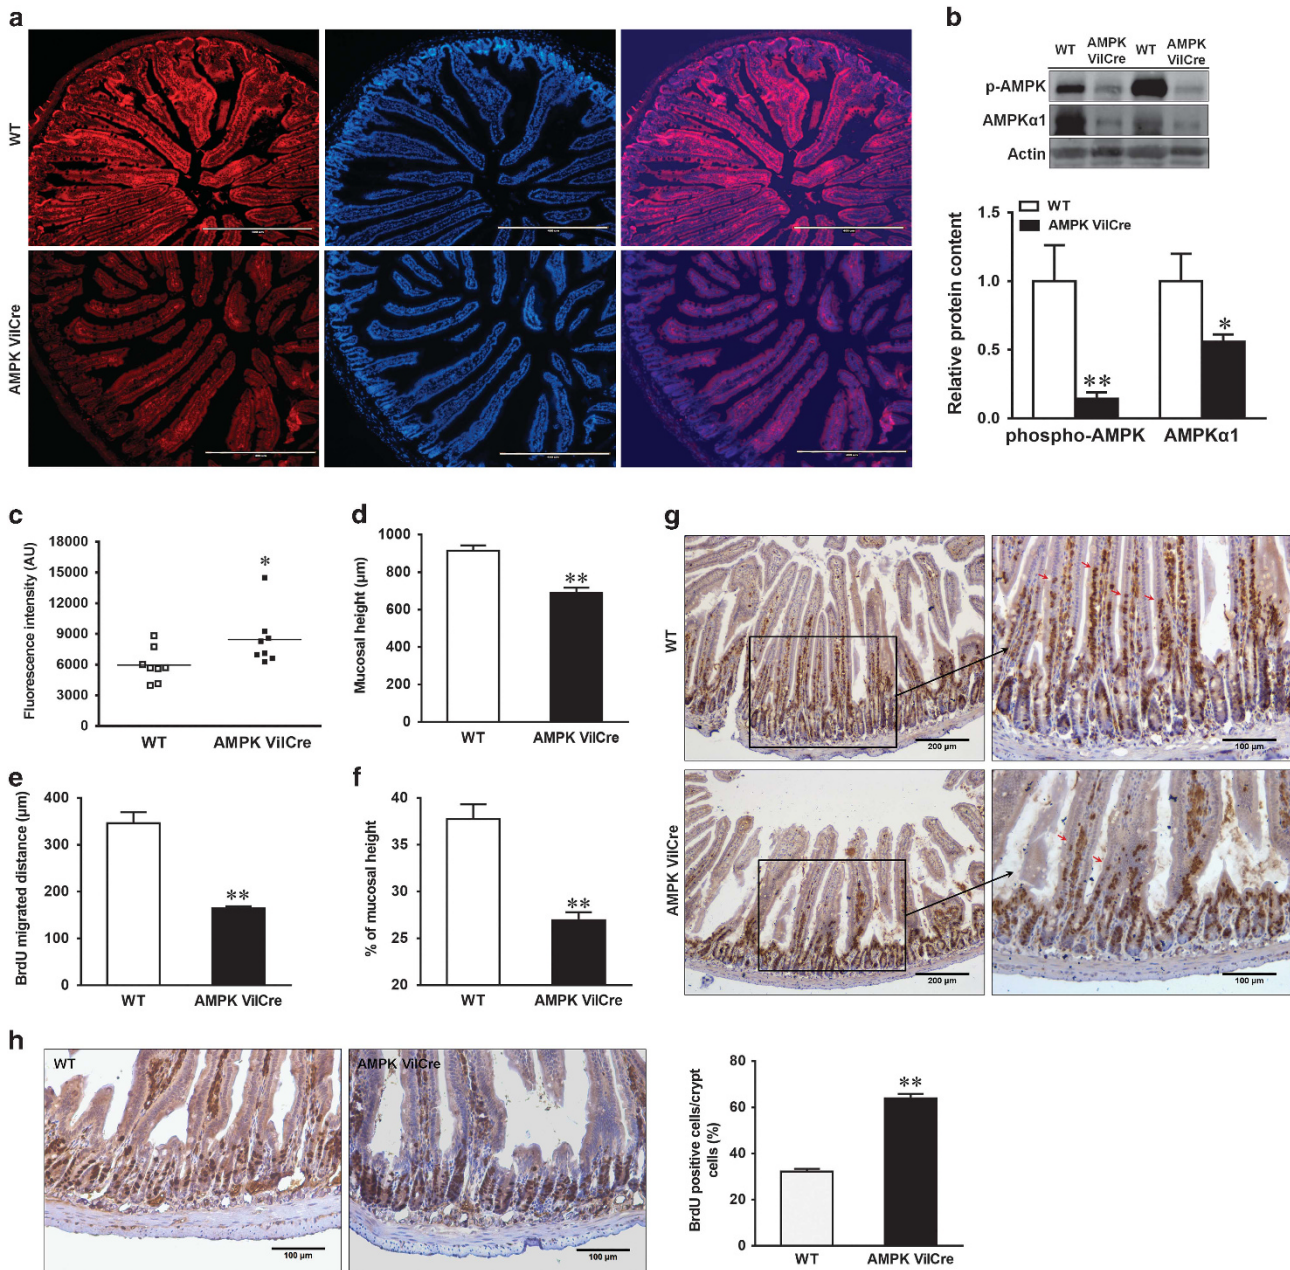 a
WT
AMPK VilCre
b
WT
AMPK
VilCre
WT
AMPK
VilCre
p-AMPK
AMPKα1
Actin
WT
AMPK VilCre
Relative protein content
1.5
1.0
0.5
0.0
phospho-AMPK
AMPKα1
**
*
c
Fluorescence intensity (AU)
18000
15000
12000
9000
6000
3000
0
*
WT
AMPK VilCre
d
Mucosal height (µm)
1000
800
600
400
200
0
**
WT
AMPK VilCre
e
BrdU migrated distance (µm)
400
300
200
100
0
**
WT
AMPK VilCre
f
% of mucosal height
40
38
35
33
30
28
25
23
20
**
WT
AMPK VilCre
g
WT
200 µm
100 µm
AMPK VilCre
200 µm
100 µm
h
WT
100 µm
AMPK VilCre
100 µm
BrdU positive cells/crypt
cells (%)
80
60
40
20
0
**
WT
AMPK VilCre